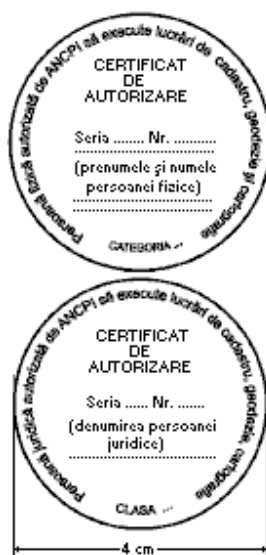 Persoană fizică autorizată de ANCPI să execute lucrări de cadastru, geodezie și cartografie
CERTIFICAT
DE
AUTORIZARE
Seria ....... Nr. ..........
(prenumele și numele
persoanei fizice)
CATEGORIA ...
Persoană juridică autorizată de ANCPI să execute lucrări de cadastru, geodezie, cartografie
CERTIFICAT
DE
AUTORIZARE
Seria ...... Nr. .......
(denumirea persoanei
juridice)
CLASA ...
4 cm